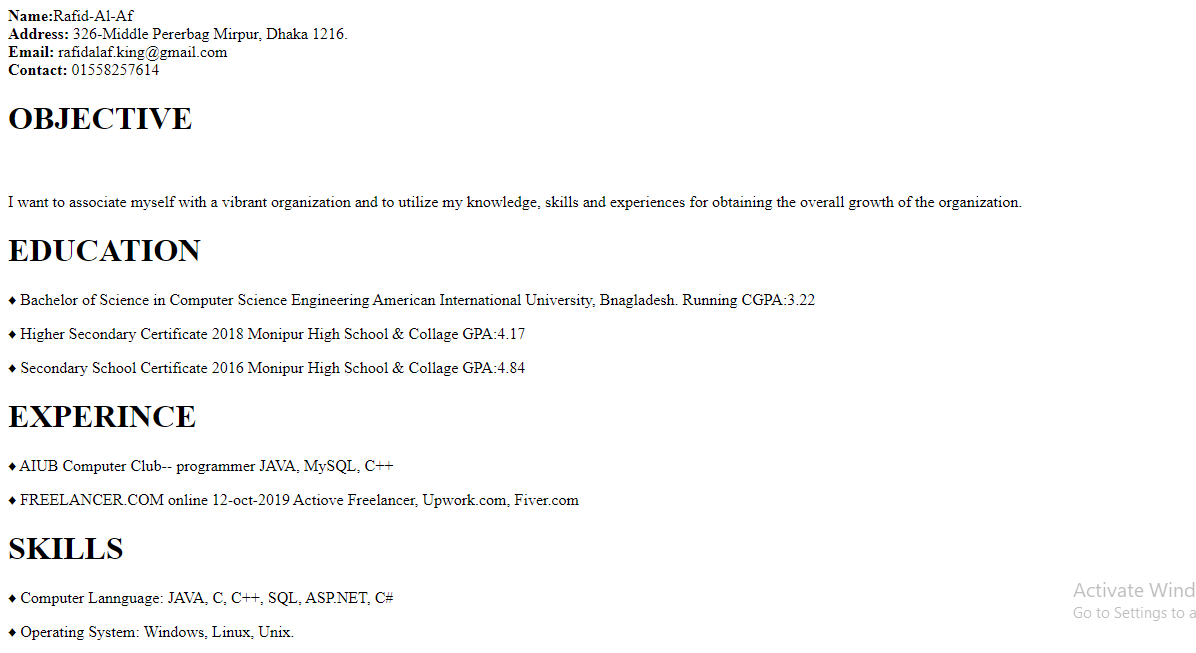 Name:Rafid-Al-Af
Address: 326-Middle Pererbag Mirpur, Dhaka 1216.
Email: rafidalaf.king@gmail.com
Contact: 01558257614
OBJECTIVE
I want to associate myself with a vibrant organization and to utilize my knowledge, skills and experiences for obtaining the overall growth of the organization.
EDUCATION
♦ Bachelor of Science in Computer Science Engineering American International University, Bnagladesh. Running CGPA:3.22
♦ Higher Secondary Certificate 2018 Monipur High School & Collage GPA:4.17
♦ Secondary School Certificate 2016 Monipur High School & Collage GPA:4.84
EXPERINCE
♦ AIUB Computer Club-- programmer JAVA, MySQL, C++
♦ FREELANCER.COM online 12-oct-2019 Actiove Freelancer, Upwork.com, Fiver.com
SKILLS
♦ Computer Lannguage: JAVA, C, C++, SQL, ASP.NET, C#
♦ Operating System: Windows, Linux, Unix.
Activate Wind
Go to Settings to a